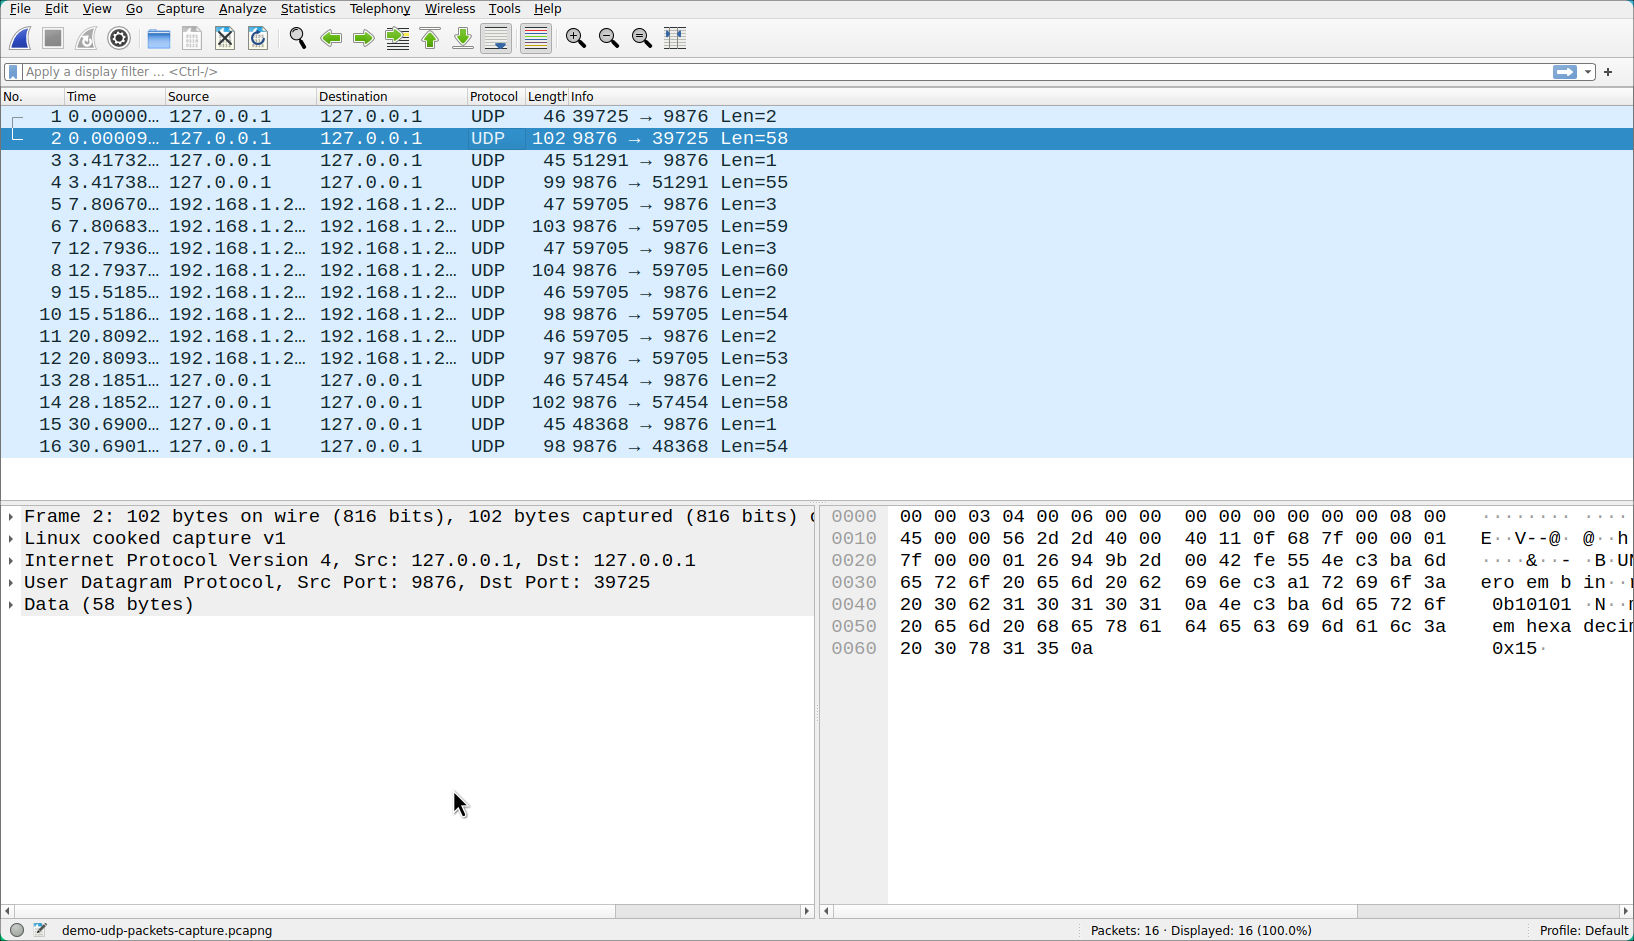 File Edit View Go Capture Analyze Statistics Telephony Wireless Tools Help
Apply a display filter ... <Ctrl-/>
No. Time Source Destination Protocol Length Info
1 0.00000… 127.0.0.1 127.0.0.1 UDP 46 39725 → 9876 Len=2
2 0.00009… 127.0.0.1 127.0.0.1 UDP 102 9876 → 39725 Len=58
3 3.41732… 127.0.0.1 127.0.0.1 UDP 45 51291 → 9876 Len=1
4 3.41738… 127.0.0.1 127.0.0.1 UDP 99 9876 → 51291 Len=55
5 7.80670… 192.168.1.2… 192.168.1.2… UDP 47 59705 → 9876 Len=3
6 7.80683… 192.168.1.2… 192.168.1.2… UDP 103 9876 → 59705 Len=59
7 12.7936… 192.168.1.2… 192.168.1.2… UDP 47 59705 → 9876 Len=3
8 12.7937… 192.168.1.2… 192.168.1.2… UDP 104 9876 → 59705 Len=60
9 15.5185… 192.168.1.2… 192.168.1.2… UDP 46 59705 → 9876 Len=2
10 15.5186… 192.168.1.2… 192.168.1.2… UDP 98 9876 → 59705 Len=54
11 20.8092… 192.168.1.2… 192.168.1.2… UDP 46 59705 → 9876 Len=2
12 20.8093… 192.168.1.2… 192.168.1.2… UDP 97 9876 → 59705 Len=53
13 28.1851… 127.0.0.1 127.0.0.1 UDP 46 57454 → 9876 Len=2
14 28.1852… 127.0.0.1 127.0.0.1 UDP 102 9876 → 57454 Len=58
15 30.6900… 127.0.0.1 127.0.0.1 UDP 45 48368 → 9876 Len=1
16 30.6901… 127.0.0.1 127.0.0.1 UDP 98 9876 → 48368 Len=54
Frame 2: 102 bytes on wire (816 bits), 102 bytes captured (816 bits)
Linux cooked capture v1
Internet Protocol Version 4, Src: 127.0.0.1, Dst: 127.0.0.1
User Datagram Protocol, Src Port: 9876, Dst Port: 39725
Data (58 bytes)
0000 00 00 03 04 00 06 00 00 00 00 00 00 00 00 08 00 ········ ····
0010 45 00 00 56 2d 2d 40 00 40 11 0f 68 7f 00 00 01 E··V--@· @··h
0020 7f 00 00 01 26 94 9b 2d 00 42 fe 55 4e c3 ba 6d ····&··- ·B·UN
0030 65 72 6f 20 65 6d 20 62 69 6e c3 a1 72 69 6f 3a ero em b in··
0040 20 30 62 31 30 31 30 31 0a 4e c3 ba 6d 65 72 6f 0b10101 ·N··
0050 20 65 6d 20 68 65 78 61 64 65 63 69 6d 61 6c 3a em hexa decim
0060 20 30 78 31 35 0a 0x15·
demo-udp-packets-capture.pcapng
Packets: 16 · Displayed: 16 (100.0%)
Profile: Default